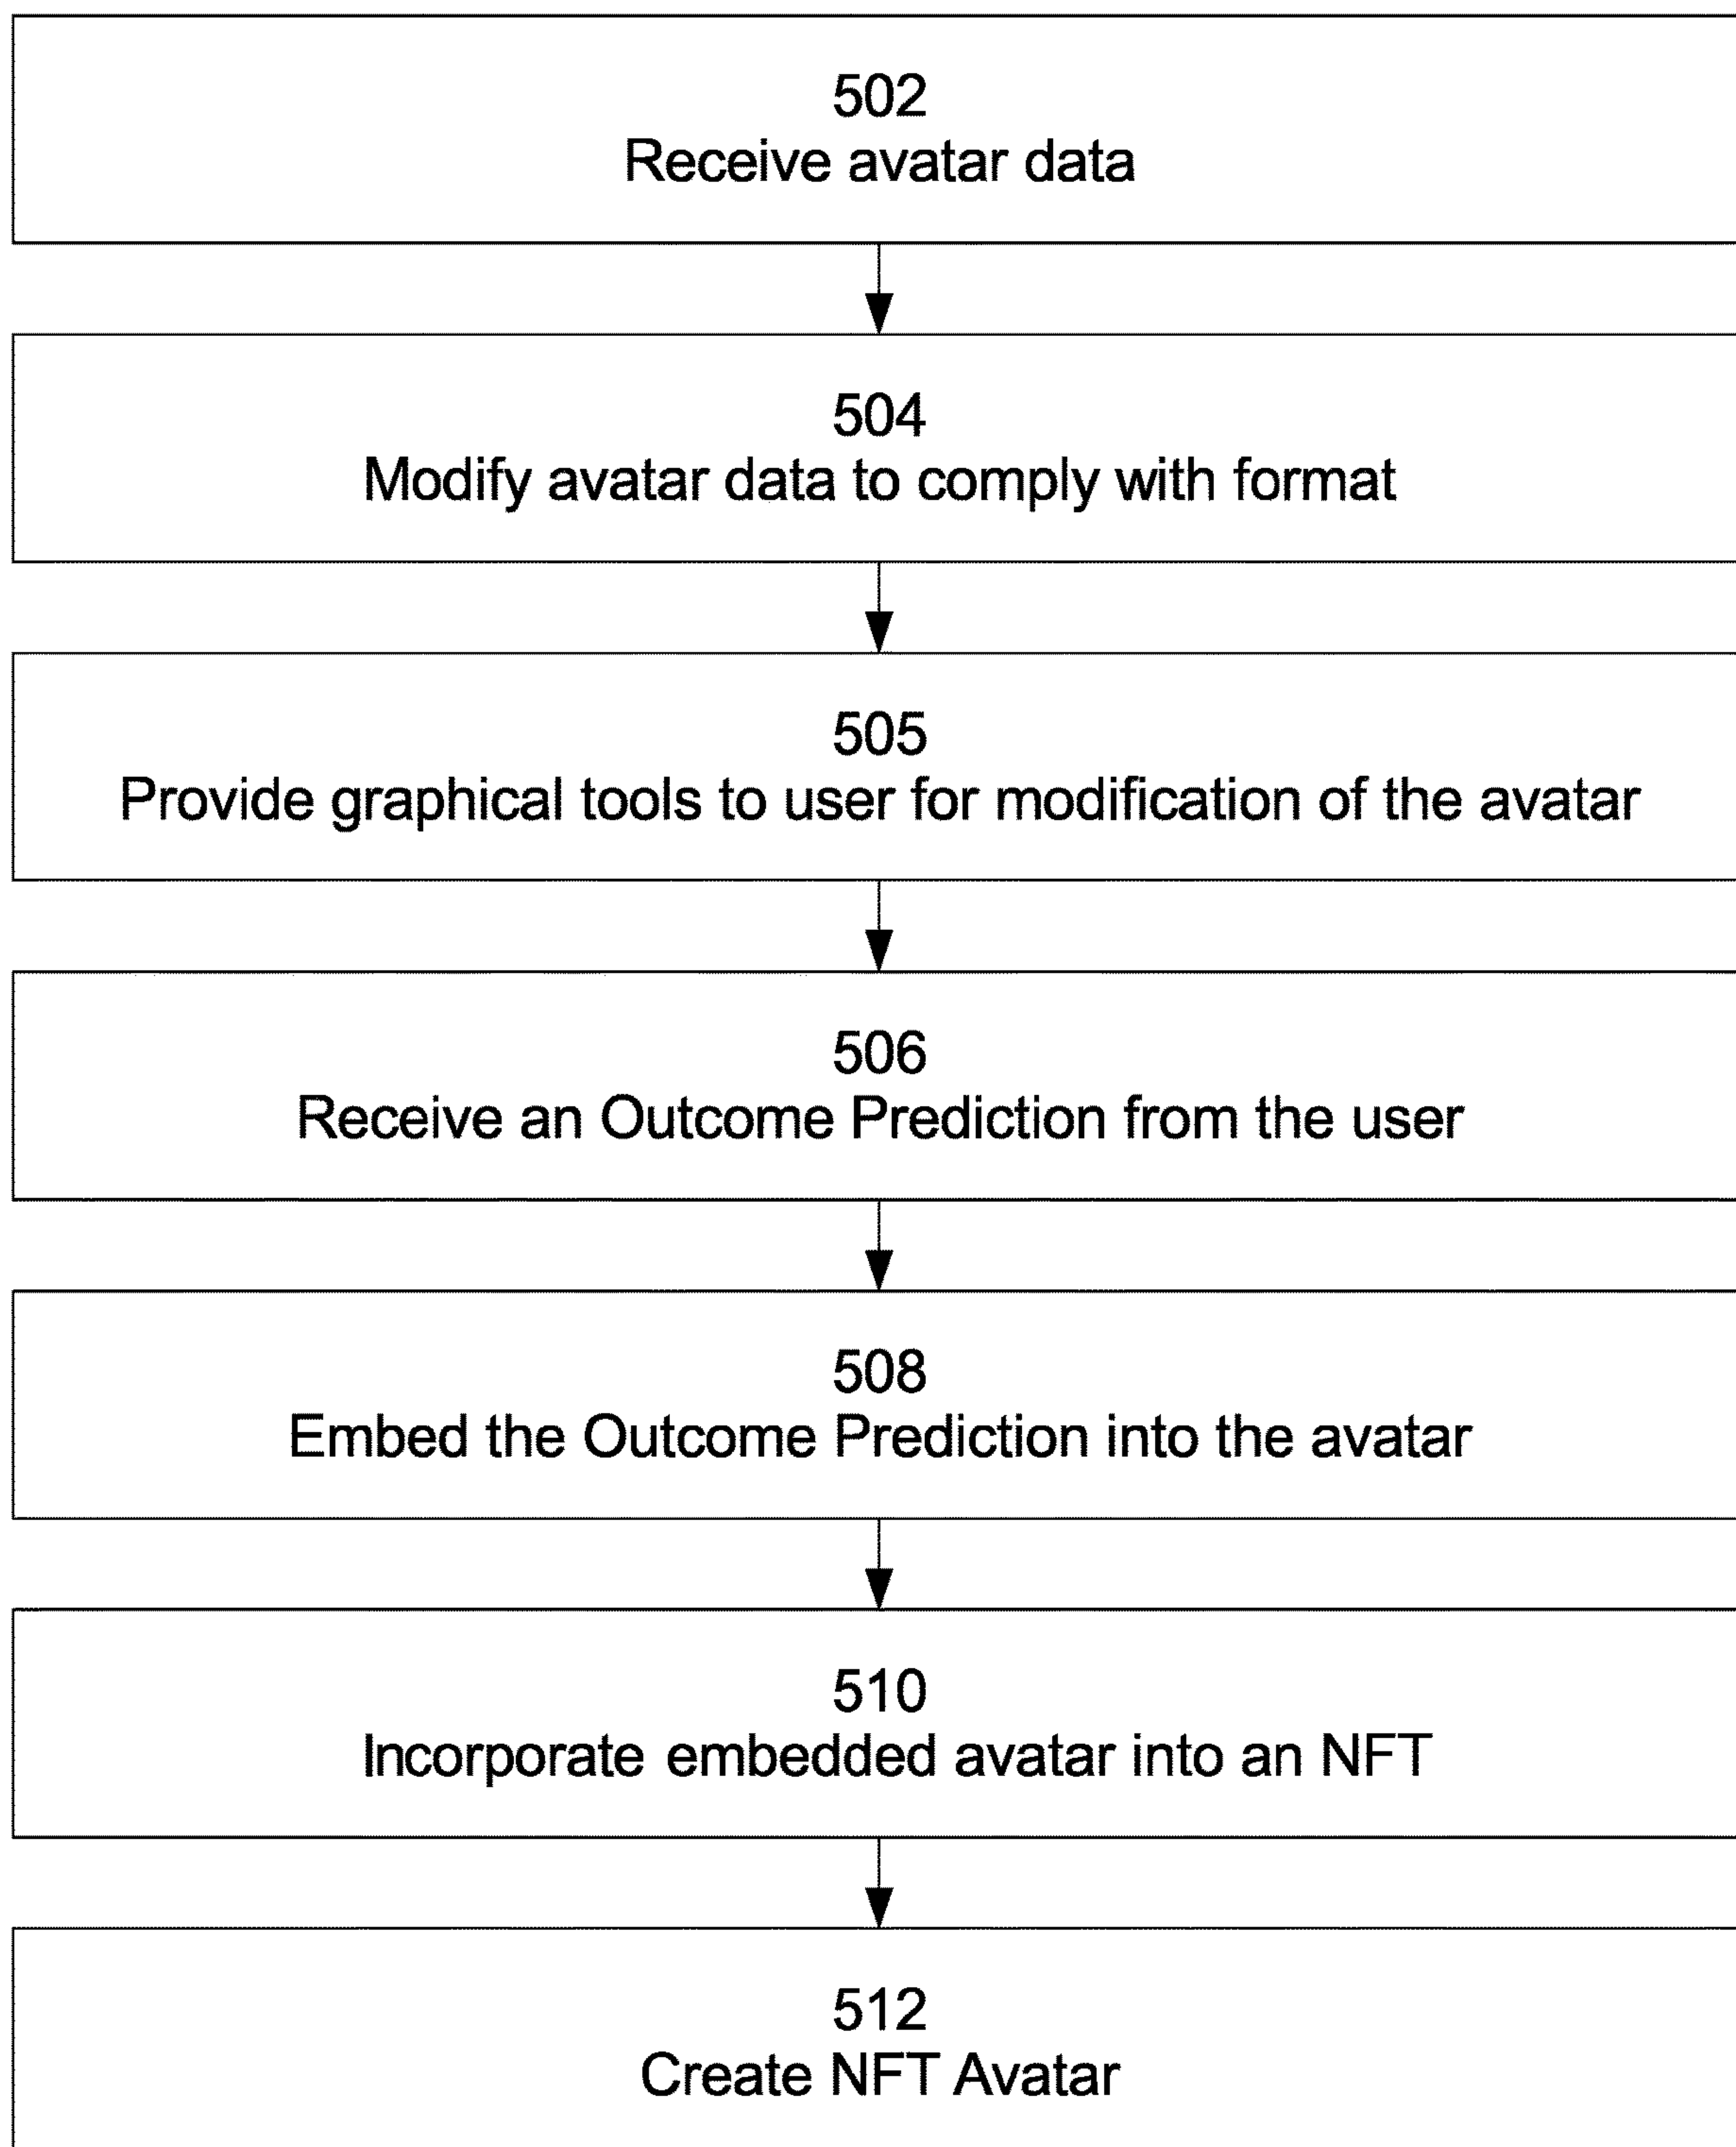 502
Receive avatar data
504
Modify avatar data to comply with format
505
Provide graphical tools to user for modification of the avatar
506
Receive an Outcome Prediction from the user
508
Embed the Outcome Prediction into the avatar
510
Incorporate embedded avatar into an NFT
512
Create NFT Avatar